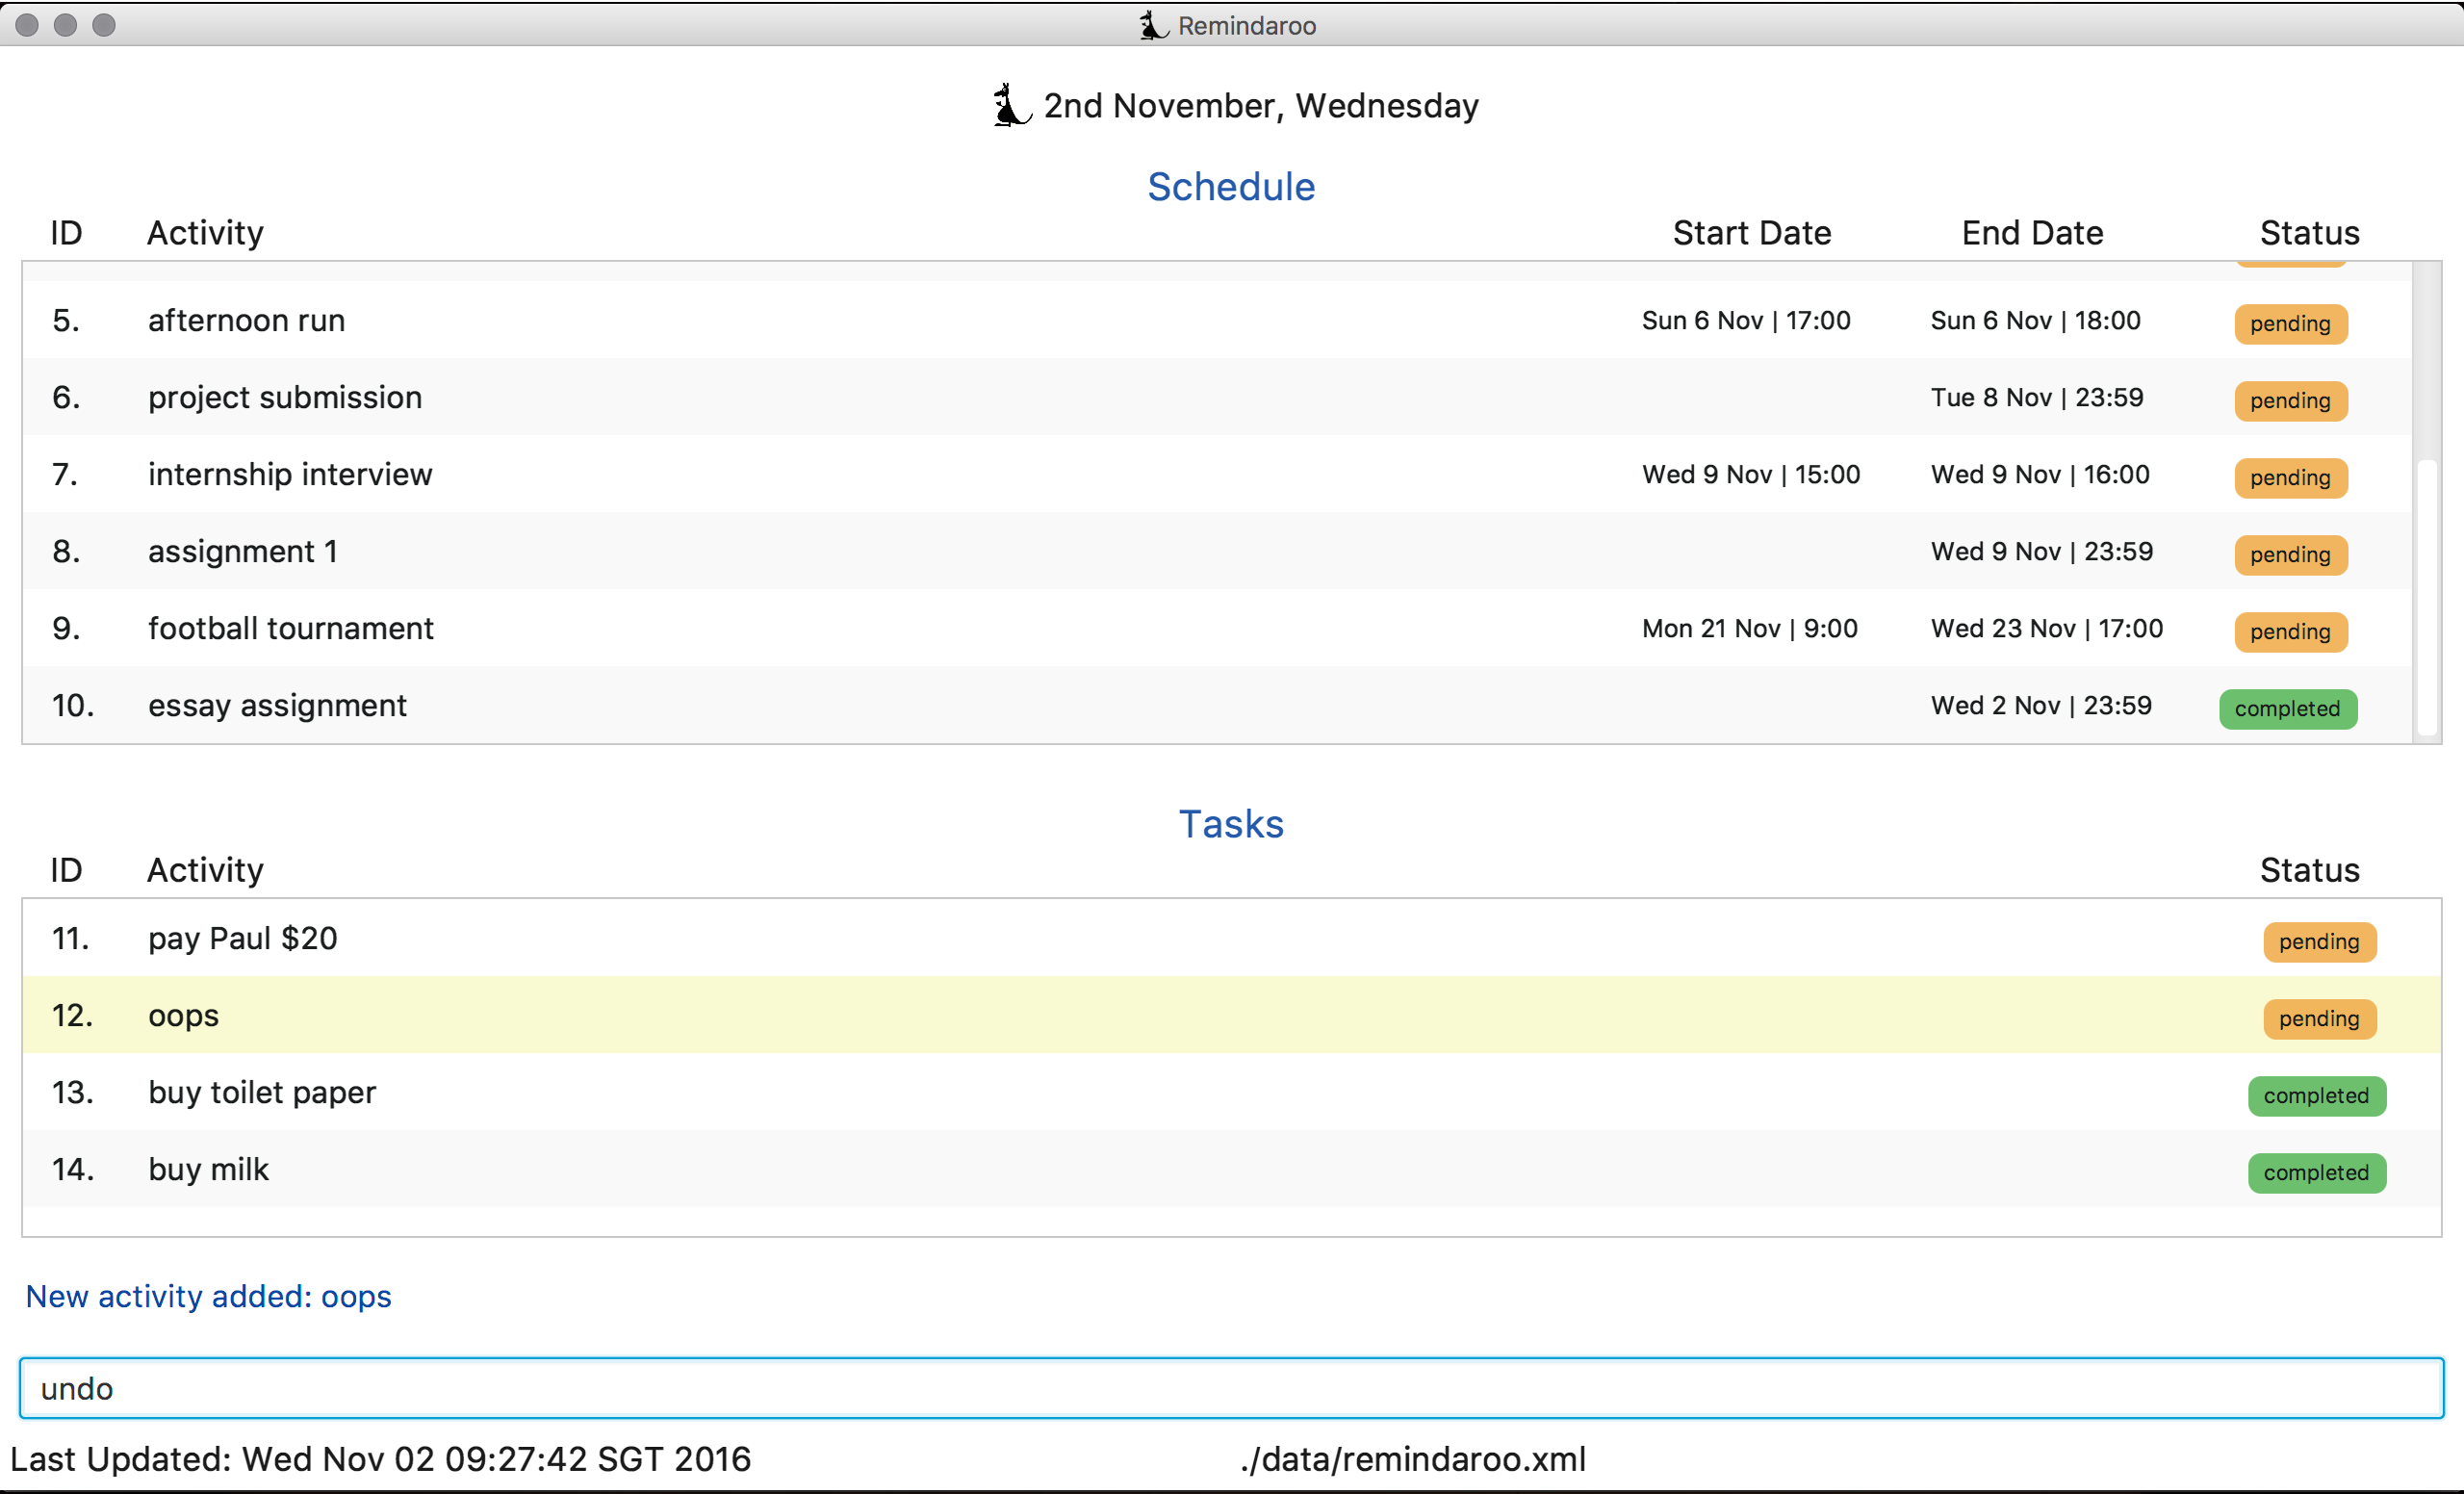 Remindaroo
2nd November, Wednesday
Schedule
ID Activity Start Date End Date Status
5. afternoon run Sun 6 Nov | 17:00 Sun 6 Nov | 18:00 pending
6. project submission Tue 8 Nov | 23:59 pending
7. internship interview Wed 9 Nov | 15:00 Wed 9 Nov | 16:00 pending
8. assignment 1 Wed 9 Nov | 23:59 pending
9. football tournament Mon 21 Nov | 9:00 Wed 23 Nov | 17:00 pending
10. essay assignment Wed 2 Nov | 23:59 completed
Tasks
ID Activity Status
11. pay Paul $20 pending
12. oops pending
13. buy toilet paper completed
14. buy milk completed
New activity added: oops
undo
Last Updated: Wed Nov 02 09:27:42 SGT 2016 ./data/remindaroo.xml